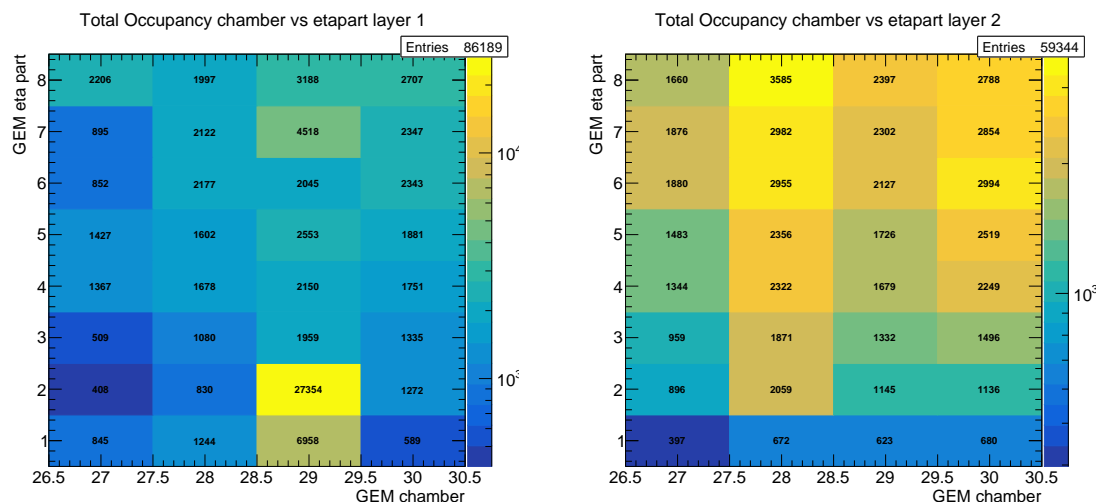 Total Occupancy chamber vs etapart layer 1
Entries 86189
GEM eta part
8 2206 1997 3188 2707
7 895 2122 4518 2347
10⁴
6 852 2177 2045 2343
5 1427 1602 2553 1881
4 1367 1678 2150 1751
3 509 1080 1959 1335
10³
2 408 830 27354 1272
1 845 1244 6958 589
26.5 27 27.5 28 28.5 29 29.5 30 30.5
GEM chamber
Total Occupancy chamber vs etapart layer 2
Entries 59344
GEM eta part
8 1660 3585 2397 2788
7 1876 2982 2302 2854
6 1880 2955 2127 2994
5 1483 2356 1726 2519
4 1344 2322 1679 2249
10³
3 959 1871 1332 1496
2 896 2059 1145 1136
1 397 672 623 680
26.5 27 27.5 28 28.5 29 29.5 30 30.5
GEM chamber